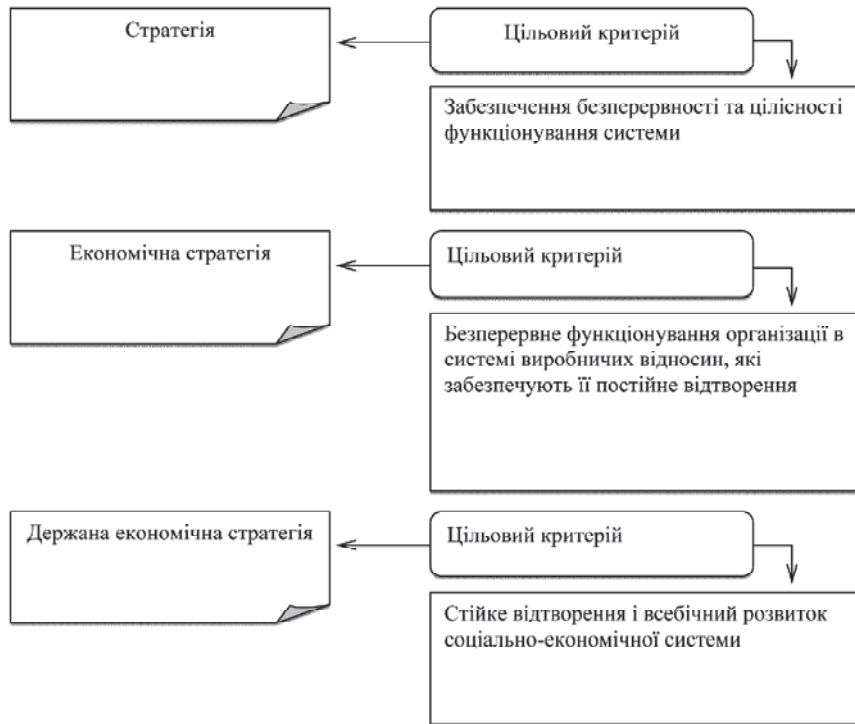 Стратегія
Цільовий критерій
Забезпечення безперервності та цілісності
функціонування системи
Економічна стратегія
Цільовий критерій
Безперервне функціонування організації в
системі виробничих відносин, які
забезпечують її постійне відтворення
Держана економічна стратегія
Цільовий критерій
Стійке відтворення і всебічний розвиток
соціально-економічної системи